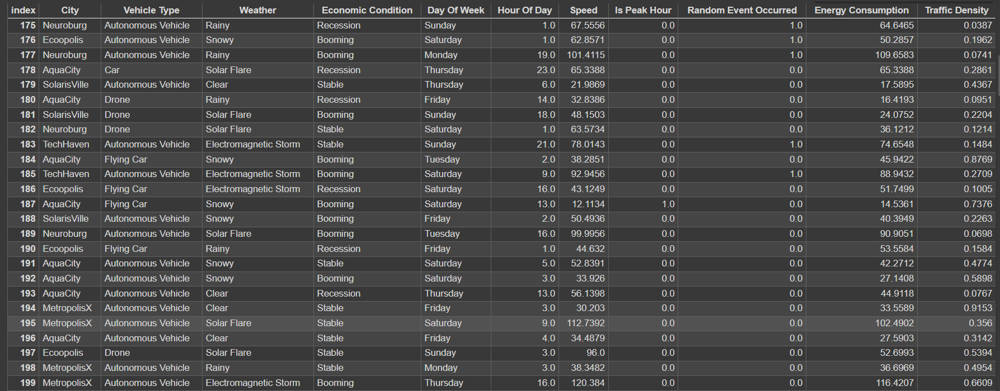 index City Vehicle Type Weather Economic Condition Day Of Week Hour Of Day Speed Is Peak Hour Random Event Occurred Energy Consumption Traffic Density
175 Neuroburg Autonomous Vehicle Rainy Recession Sunday 1.0 67.5556 0.0 1.0 64.6465 0.0387
176 Ecoopolis Autonomous Vehicle Snowy Booming Saturday 1.0 62.8571 0.0 1.0 50.2857 0.1962
177 Neuroburg Autonomous Vehicle Rainy Booming Monday 19.0 101.4115 0.0 1.0 109.6583 0.0741
178 AquaCity Car Solar Flare Recession Thursday 23.0 65.3388 0.0 0.0 65.3388 0.2861
179 SolarisVille Autonomous Vehicle Clear Stable Thursday 6.0 21.9869 0.0 0.0 17.5895 0.4367
180 AquaCity Drone Rainy Recession Friday 14.0 32.8386 0.0 0.0 16.4193 0.0951
181 SolarisVille Drone Solar Flare Booming Sunday 18.0 48.1503 0.0 0.0 24.0752 0.2204
182 Neuroburg Drone Solar Flare Stable Saturday 1.0 63.5734 0.0 0.0 36.1212 0.1214
183 TechHaven Autonomous Vehicle Electromagnetic Storm Stable Sunday 21.0 78.0143 0.0 1.0 74.6548 0.1484
184 AquaCity Flying Car Snowy Booming Tuesday 2.0 38.2851 0.0 0.0 45.9422 0.8769
185 TechHaven Autonomous Vehicle Electromagnetic Storm Booming Saturday 9.0 92.9456 0.0 1.0 88.9432 0.2709
186 Ecoopolis Flying Car Electromagnetic Storm Recession Saturday 16.0 43.1249 0.0 0.0 51.7499 0.1005
187 AquaCity Flying Car Snowy Booming Saturday 13.0 12.1134 1.0 0.0 14.5361 0.7376
188 SolarisVille Autonomous Vehicle Snowy Booming Friday 2.0 50.4936 0.0 0.0 40.3949 0.2263
189 Neuroburg Autonomous Vehicle Solar Flare Booming Tuesday 16.0 99.9956 0.0 0.0 90.9051 0.0698
190 Ecoopolis Flying Car Rainy Recession Friday 1.0 44.632 0.0 0.0 53.5584 0.1584
191 AquaCity Autonomous Vehicle Snowy Stable Saturday 5.0 52.8391 0.0 0.0 42.2712 0.4774
192 AquaCity Autonomous Vehicle Snowy Booming Saturday 3.0 33.926 0.0 0.0 27.1408 0.5898
193 AquaCity Autonomous Vehicle Clear Recession Thursday 13.0 56.1398 0.0 0.0 44.9118 0.0767
194 MetropolisX Autonomous Vehicle Clear Stable Friday 3.0 30.203 0.0 0.0 33.5589 0.9153
195 MetropolisX Autonomous Vehicle Solar Flare Stable Saturday 9.0 112.7392 0.0 0.0 102.4902 0.356
196 AquaCity Autonomous Vehicle Clear Stable Friday 4.0 34.4879 0.0 0.0 27.5903 0.3142
197 Ecoopolis Drone Solar Flare Stable Sunday 3.0 96.0 0.0 0.0 52.6993 0.5394
198 MetropolisX Autonomous Vehicle Rainy Stable Monday 3.0 38.3482 0.0 0.0 36.6969 0.4954
199 MetropolisX Autonomous Vehicle Electromagnetic Storm Booming Thursday 16.0 120.384 0.0 0.0 116.4207 0.6609